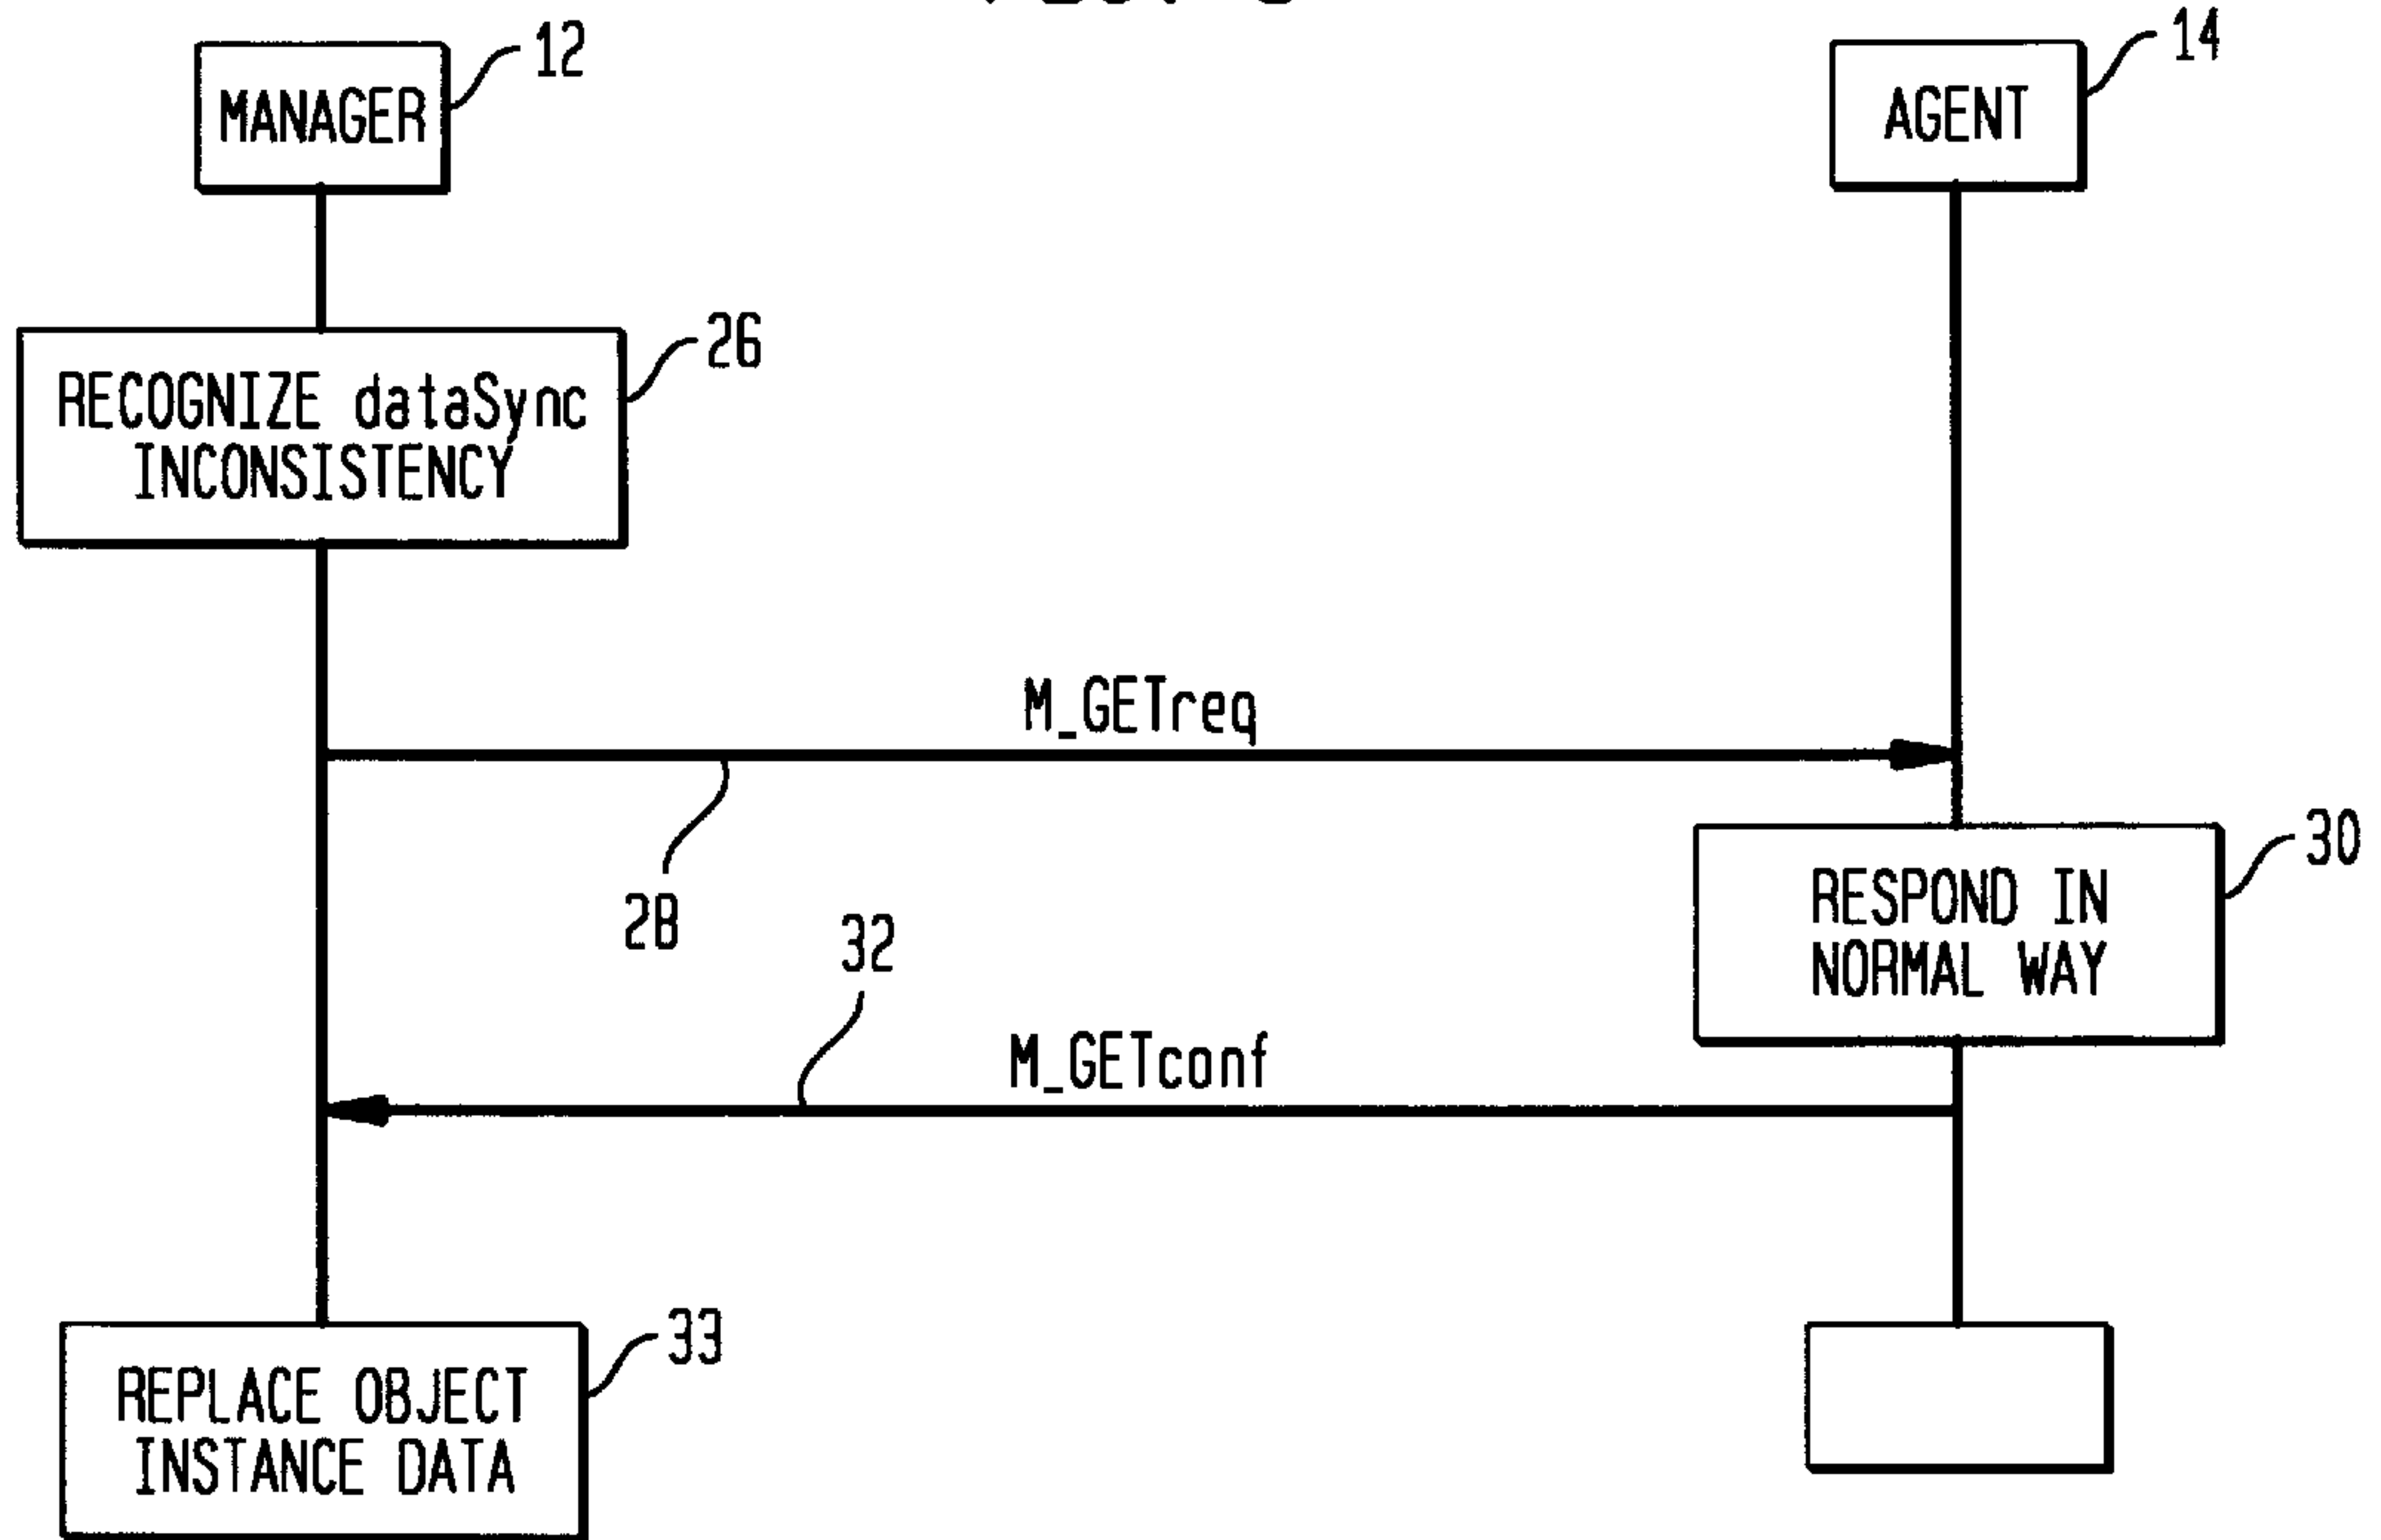 12
14
MANAGER
AGENT
26
RECOGNIZE dataSync
INCONSISTENCY
M_GETreq
28
30
RESPOND IN
NORMAL WAY
32
M_GETconf
33
REPLACE OBJECT
INSTANCE DATA